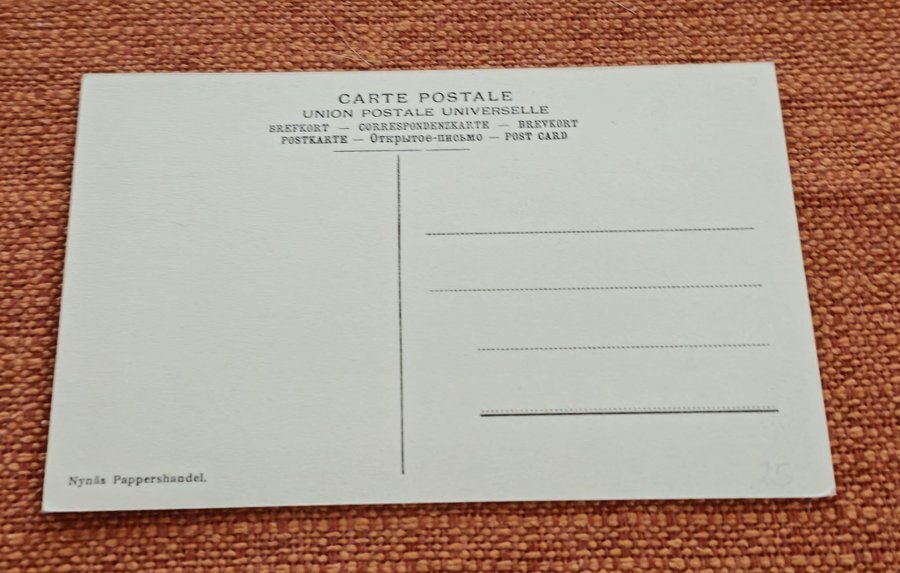 CARTE POSTALE
UNION POSTALE UNIVERSELLE
BREFKORT — CORRESPONDENZKARTE — BREVKORT
POSTKARTE — Открытое-письмо — POST CARD
Nynäs Pappershandel.
25